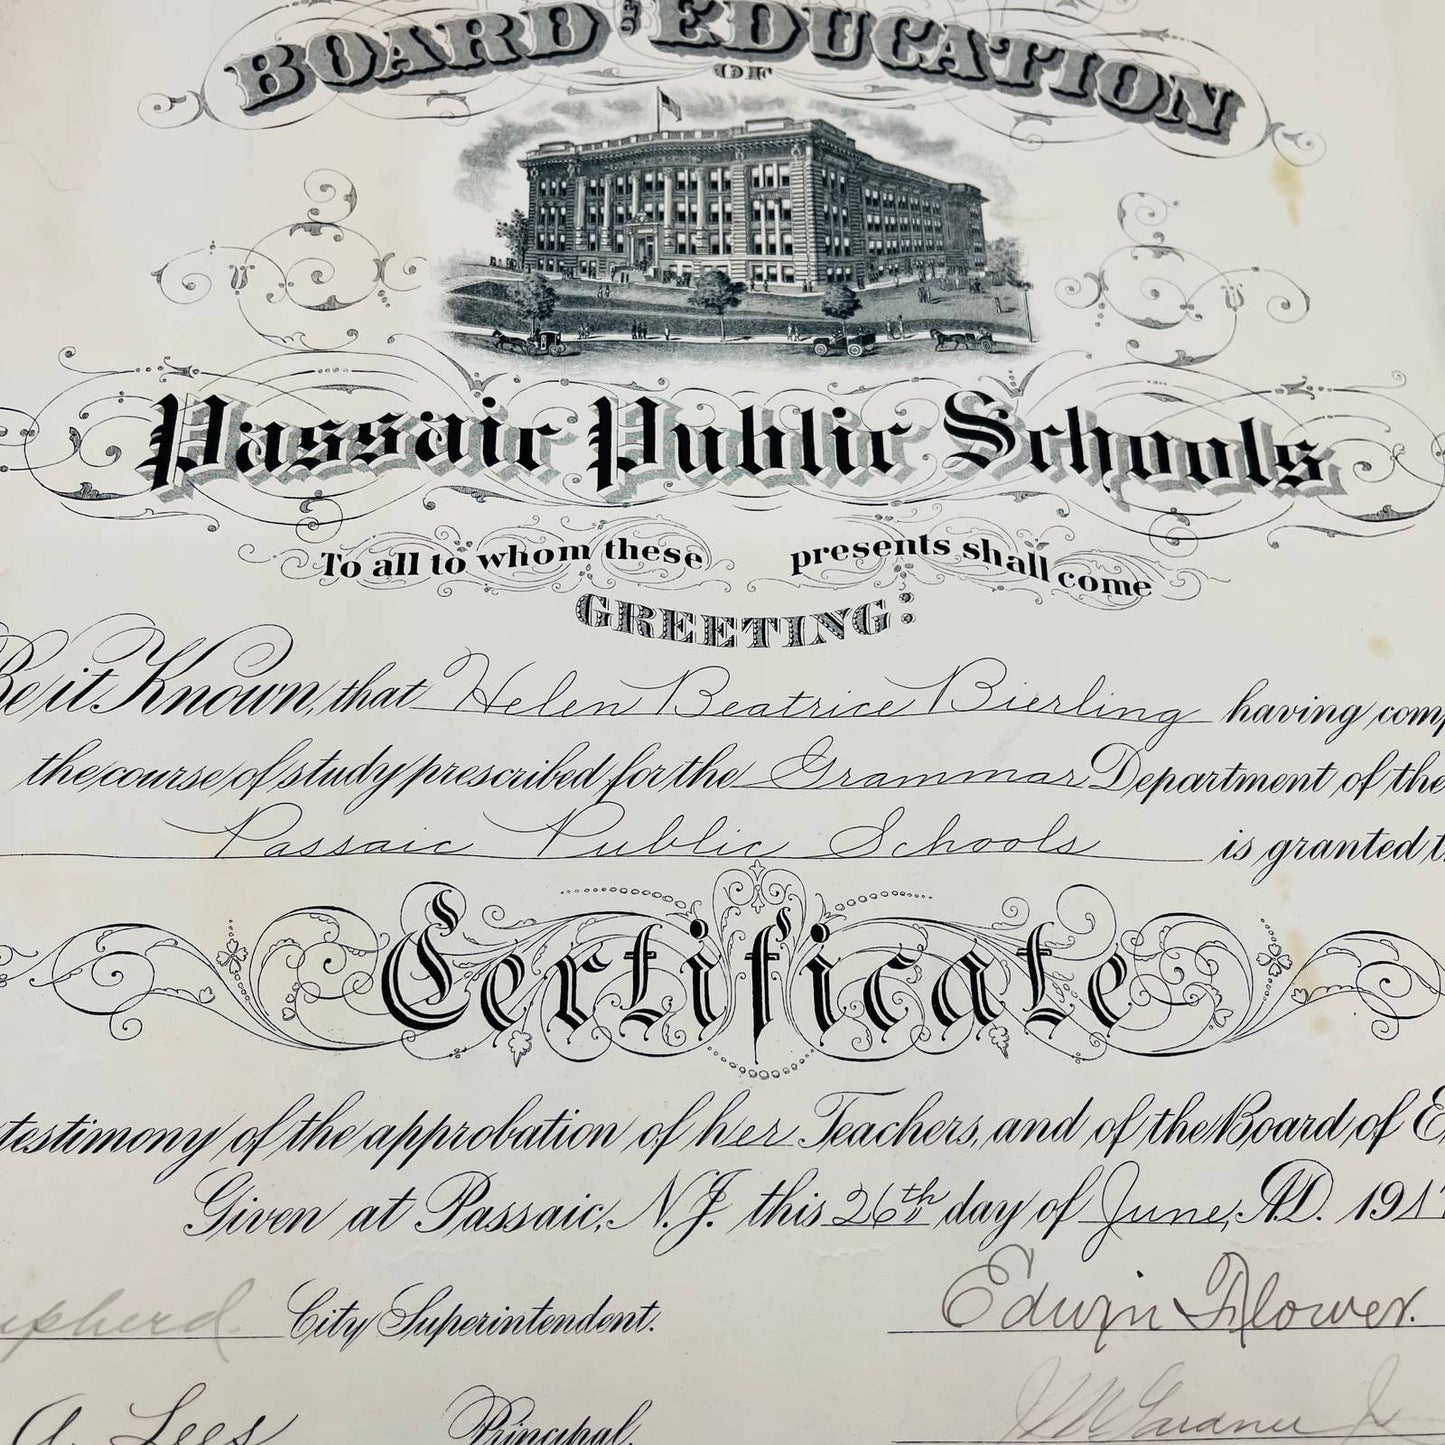 BOARD OF EDUCATION
OF
Passaic Public Schools
To all to whom these presents shall come
GREETING:
Be it Known, that Helen Beatrice Bierling having comp
the course of study prescribed for the Grammar Department of the
Passaic Public Schools is granted t
Certificate
testimony of the approbation of her Teachers, and of the Board of E
Given at Passaic, N.J. this 26th day of June, A.D. 191
epherd. City Superintendent. Edwin Flower.
A. Lees Principal.